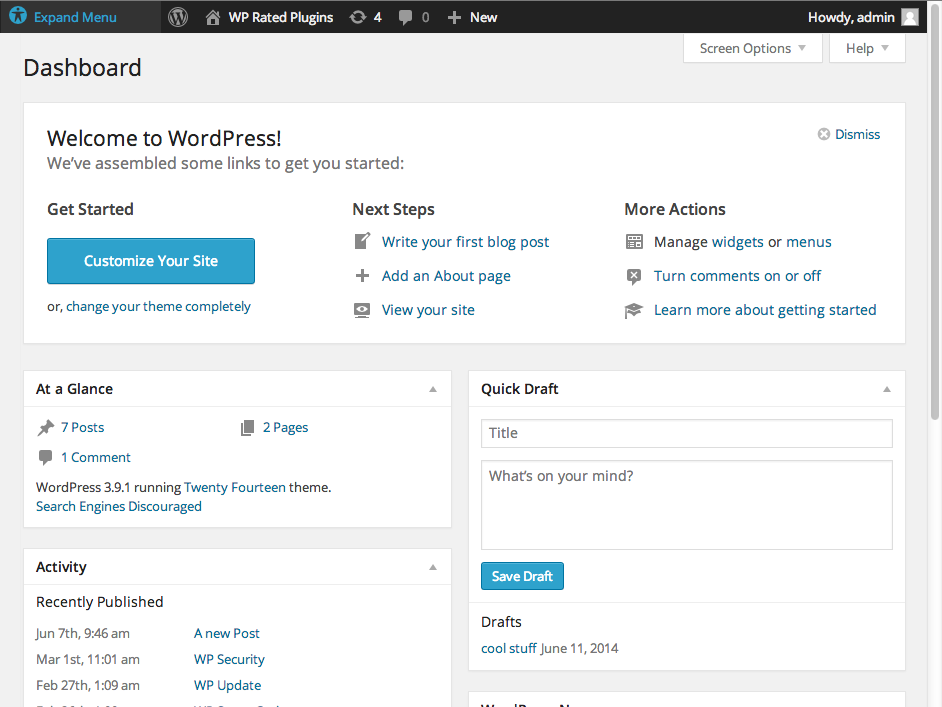 Expand Menu WP Rated Plugins 4 0 New Howdy, admin
Screen Options Help
Dashboard
Welcome to WordPress!
Dismiss
We've assembled some links to get you started:
Get Started
Customize Your Site
or, change your theme completely
Next Steps
Write your first blog post
Add an About page
View your site
More Actions
Manage widgets or menus
Turn comments on or off
Learn more about getting started
At a Glance
7 Posts 2 Pages
1 Comment
WordPress 3.9.1 running Twenty Fourteen theme.
Search Engines Discouraged
Activity
Recently Published
Jun 7th, 9:46 am A new Post
Mar 1st, 11:01 am WP Security
Feb 27th, 1:09 am WP Update
Quick Draft
Title
What's on your mind?
Save Draft
Drafts
cool stuff June 11, 2014